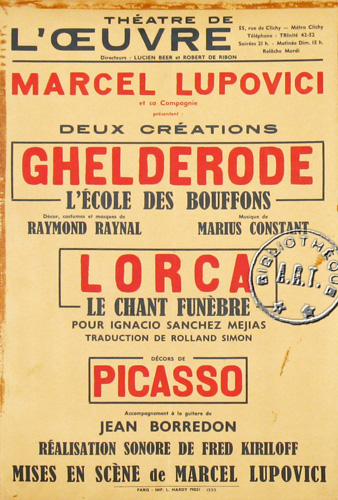 THÉATRE DE
L'ŒUVRE
Directeurs : LUCIEN BEER et ROBERT DE RIBON
55, rue de Clichy - Métro Clichy
Téléphone : TRInité 42-52
Soirées 21 h. - Matinée Dim. 15 h.
Relâche Mardi
MARCEL LUPOVICI
et sa Compagnie
présentent :
DEUX CRÉATIONS
GHELDERODE
L'ÉCOLE DES BOUFFONS
Décor, costumes et masques de
RAYMOND RAYNAL
Musique de
MARIUS CONSTANT
LORCA
LE CHANT FUNÈBRE
POUR IGNACIO SANCHEZ MEJIAS
TRADUCTION DE ROLLAND SIMON
BIBLIOTHÈQUE
A.R.T.
DÉCORS DE
PICASSO
Accompagnement à la guitare de
JEAN BORREDON
RÉALISATION SONORE DE FRED KIRILOFF
MISES EN SCÈNE de MARCEL LUPOVICI
PARIS - IMP. L. HARDY